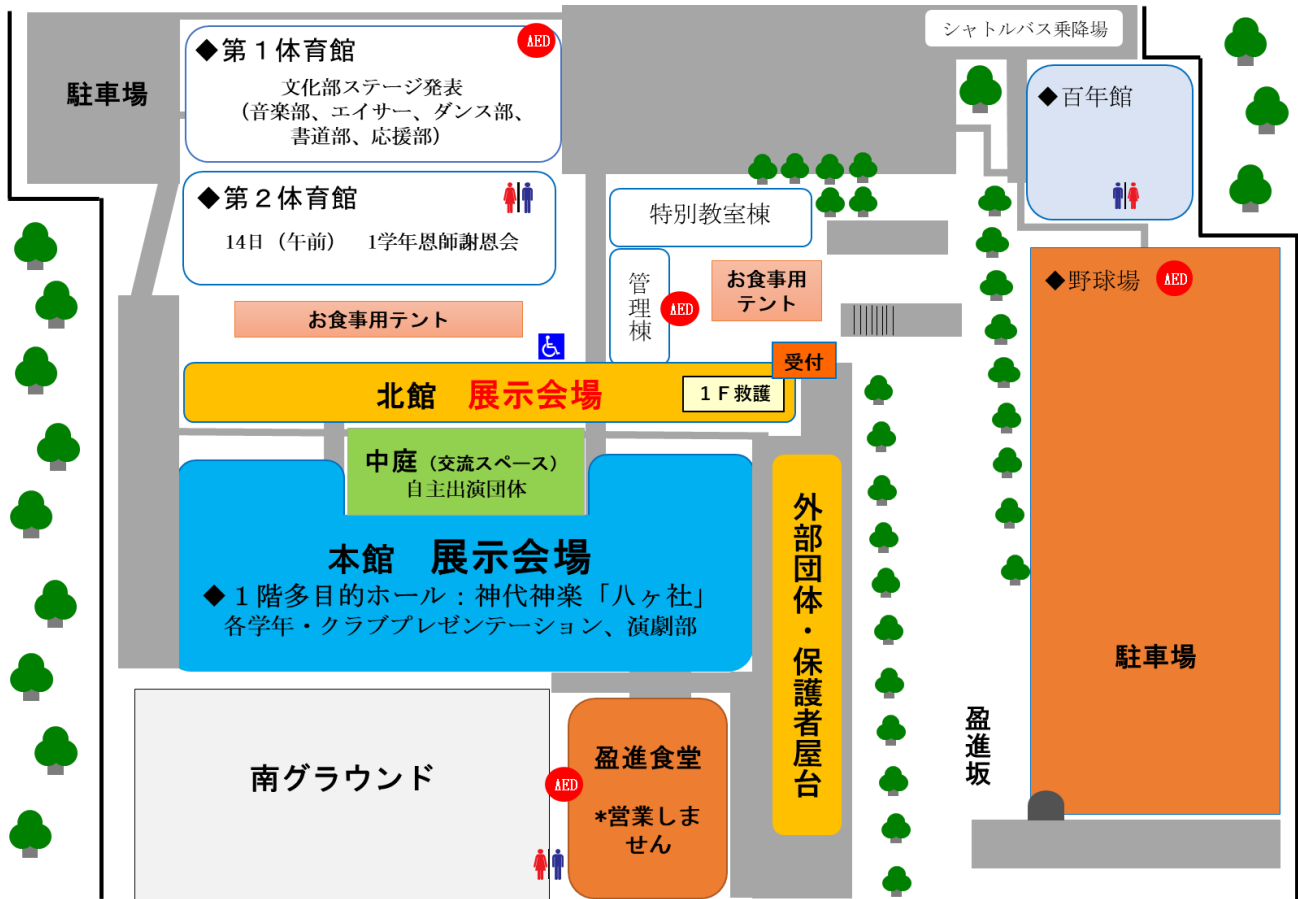 シャトルバス乗降場
駐車場
◆第１体育館
AED
文化部ステージ発表
(音楽部、エイサー、ダンス部、
書道部、応援部)
◆百年館
◆第２体育館
14日（午前）　1学年恩師謝恩会
特別教室棟
管理棟
AED
お食事用
テント
◆野球場
AED
お食事用テント
受付
北館　展示会場
１Ｆ救護
中庭（交流スペース）
自主出演団体
本館　展示会場
◆１階多目的ホール：神代神楽「八ヶ社」
各学年・クラブプレゼンテーション、演劇部
外部団体・保護者屋台
駐車場
盈進坂
南グラウンド
AED
盈進食堂
*営業しま
せん